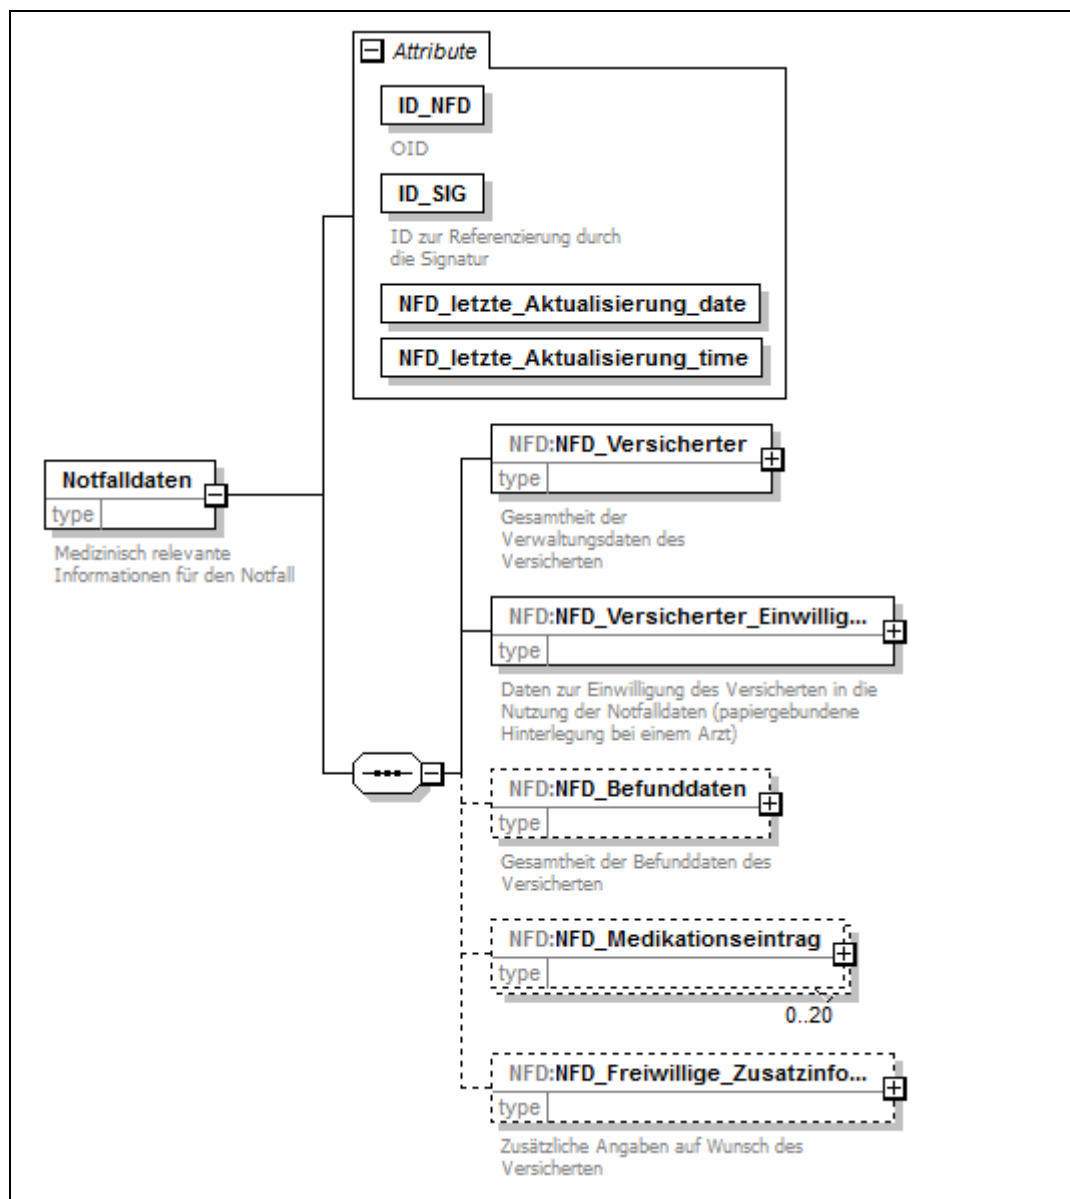 Attribute
ID_NFD
OID
ID_SIG
ID zur Referenzierung durch
die Signatur
NFD_letzte_Aktualisierung_date
NFD_letzte_Aktualisierung_time
Notfalldaten
type
Medizinisch relevante
Informationen für den Notfall
NFD:NFD_Versicherter
type
Gesamtheit der
Verwaltungsdaten des
Versicherten
NFD:NFD_Versicherter_Einwillig...
type
Daten zur Einwilligung des Versicherten in die
Nutzung der Notfalldaten (papiergebundene
Hinterlegung bei einem Arzt)
NFD:NFD_Befunddaten
type
Gesamtheit der Befunddaten des
Versicherten
NFD:NFD_Medikationseintrag
type
0..20
NFD:NFD_Freiwillige_Zusatzinfo...
type
Zusätzliche Angaben auf Wunsch des
Versicherten